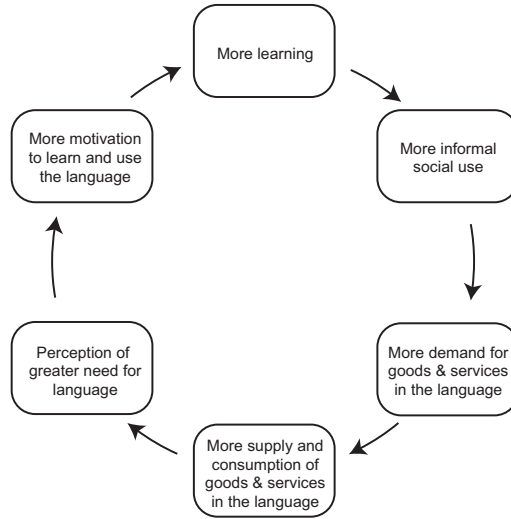 More learning
More informal
social use
More demand for
goods & services
in the language
More supply and
consumption of
goods & services
in the language
Perception of
greater need for
language
More motivation
to learn and use
the language